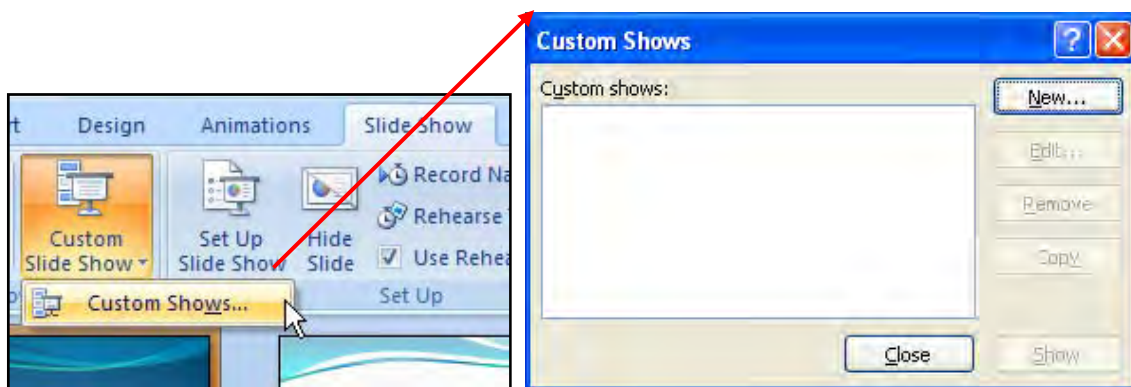 Custom Shows
Custom shows:
New...
Edit...
Remove
Copy
Close
Show
Design
Animations
Slide Show
Custom
Slide Show
Set Up
Slide Show
Hide
Slide
Record Na
Rehearse
Use Rehea
Set Up
Custom Shows...